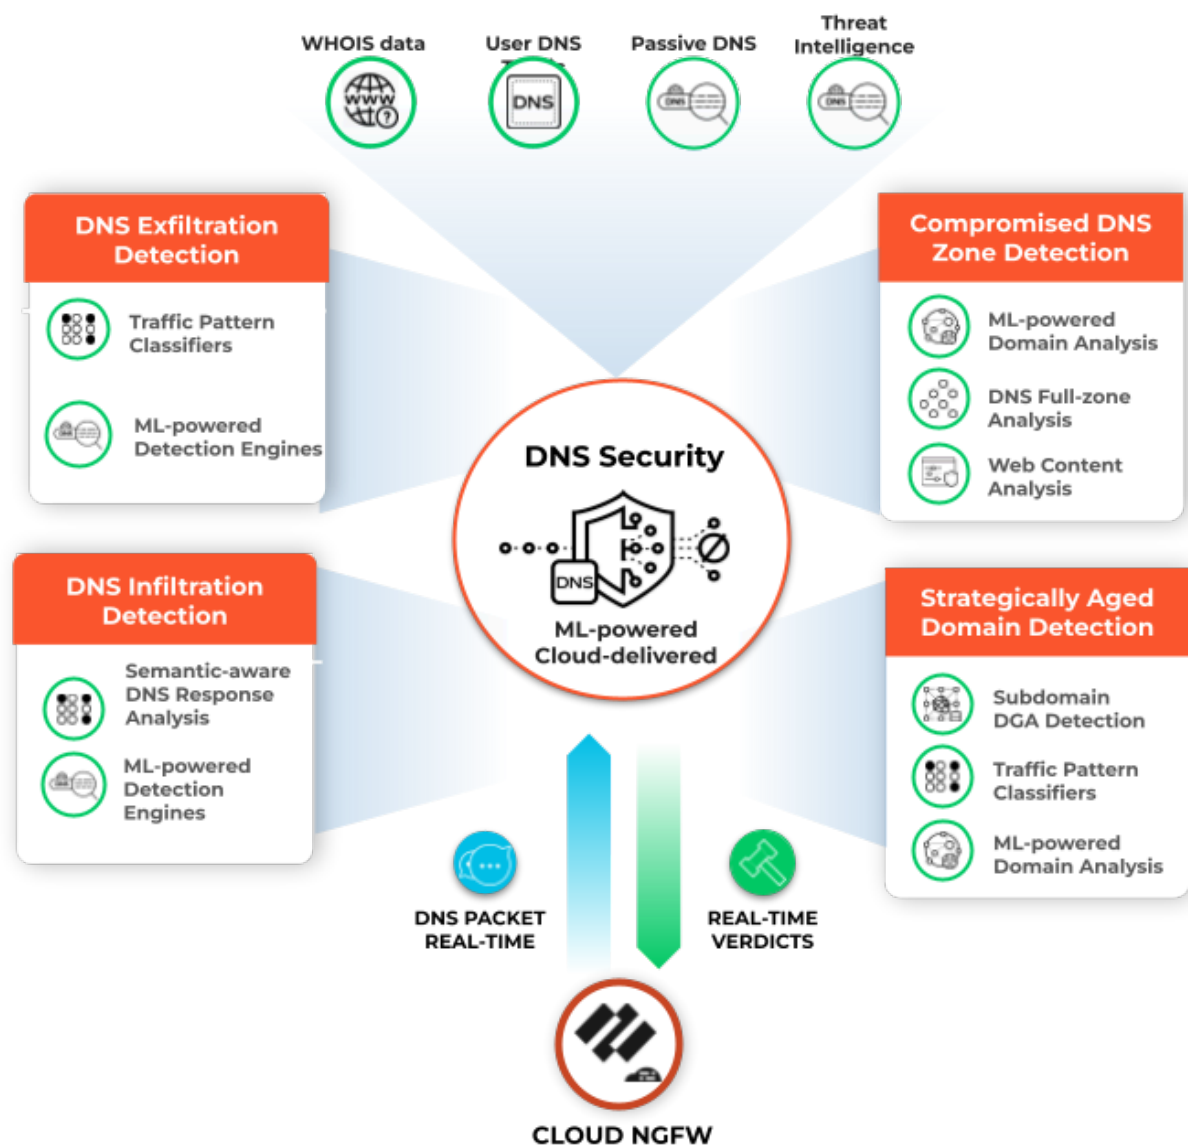 WHOIS data
User DNS
Passive DNS
Threat
Intelligence
www
?
DNS
DNS
DNS
DNS Exfiltration
Detection
Traffic Pattern
Classifiers
ML-powered
Detection Engines
Compromised DNS
Zone Detection
ML-powered
Domain Analysis
DNS Full-zone
Analysis
Web Content
Analysis
DNS Security
DNS
ML-powered
Cloud-delivered
DNS Infiltration
Detection
Semantic-aware
DNS Response
Analysis
ML-powered
Detection
Engines
Strategically Aged
Domain Detection
Subdomain
DGA Detection
Traffic Pattern
Classifiers
ML-powered
Domain Analysis
DNS PACKET
REAL-TIME
REAL-TIME
VERDICTS
CLOUD NGFW